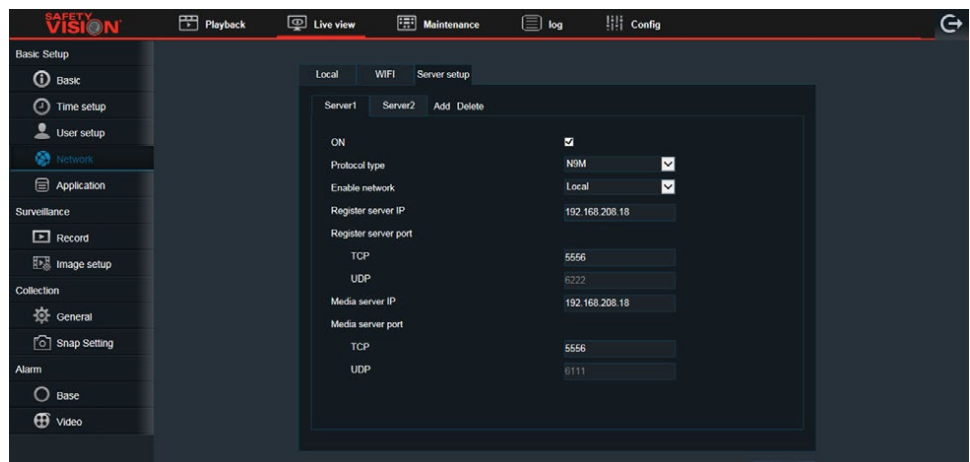 SAFETY VISION
Playback
Live view
Maintenance
log
Config
Basic Setup
Basic
Time setup
User setup
Network
Application
Surveillance
Record
Image setup
Collection
General
Snap Setting
Alarm
Base
Video
Local WIFI Server setup
Server1 Server2 Add Delete
ON
Protocol type N9M
Enable network Local
Register server IP 192.168.208.18
Register server port
TCP 5556
UDP 6222
Media server IP 192.168.208.18
Media server port
TCP 5556
UDP 6111